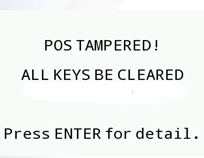 POS TAMPERED!
ALL KEYS BE CLEARED
Press ENTER for detail.